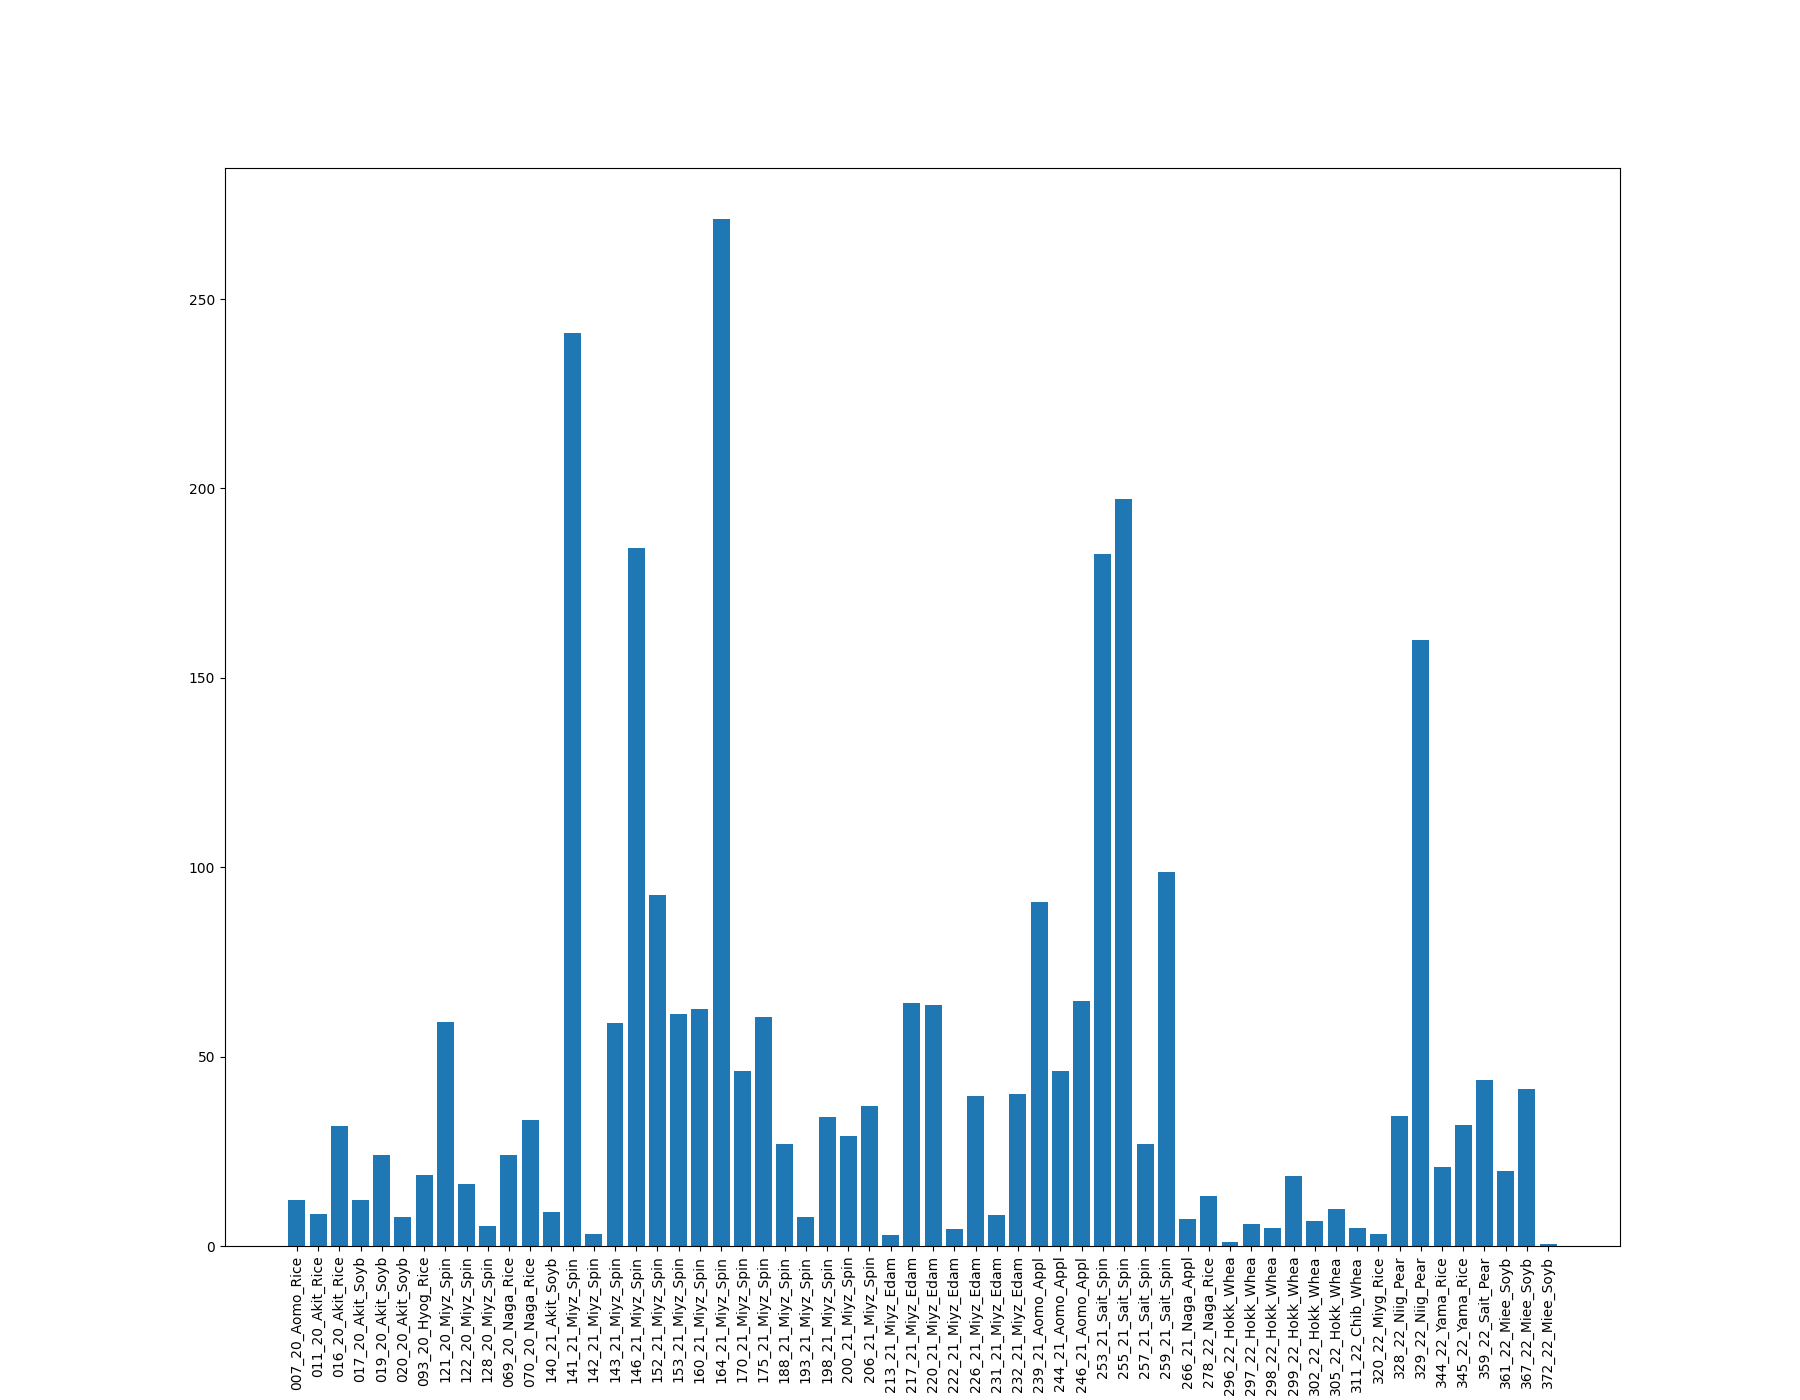 250
200
150
100
50
0
007_20_Aomo_Rice
011_20_Akit_Rice
016_20_Akit_Rice
017_20_Akit_Soyb
019_20_Akit_Soyb
020_20_Akit_Soyb
093_20_Hyog_Rice
121_20_Miyz_Spin
122_20_Miyz_Spin
128_20_Miyz_Spin
069_20_Naga_Rice
070_20_Naga_Rice
140_21_Akit_Soyb
141_21_Miyz_Spin
142_21_Miyz_Spin
143_21_Miyz_Spin
146_21_Miyz_Spin
152_21_Miyz_Spin
153_21_Miyz_Spin
160_21_Miyz_Spin
164_21_Miyz_Spin
170_21_Miyz_Spin
175_21_Miyz_Spin
188_21_Miyz_Spin
193_21_Miyz_Spin
198_21_Miyz_Spin
200_21_Miyz_Spin
206_21_Miyz_Spin
213_21_Miyz_Edam
217_21_Miyz_Edam
220_21_Miyz_Edam
222_21_Miyz_Edam
226_21_Miyz_Edam
231_21_Miyz_Edam
232_21_Miyz_Edam
239_21_Aomo_Appl
244_21_Aomo_Appl
246_21_Aomo_Appl
253_21_Sait_Spin
255_21_Sait_Spin
257_21_Sait_Spin
259_21_Sait_Spin
266_21_Naga_Appl
278_22_Naga_Rice
296_22_Hokk_Whea
297_22_Hokk_Whea
298_22_Hokk_Whea
299_22_Hokk_Whea
302_22_Hokk_Whea
305_22_Hokk_Whea
311_22_Chib_Whea
320_22_Miyg_Rice
328_22_Niig_Pear
329_22_Niig_Pear
344_22_Yama_Rice
345_22_Yama_Rice
359_22_Sait_Pear
361_22_Miee_Soyb
367_22_Miee_Soyb
372_22_Miee_Soyb